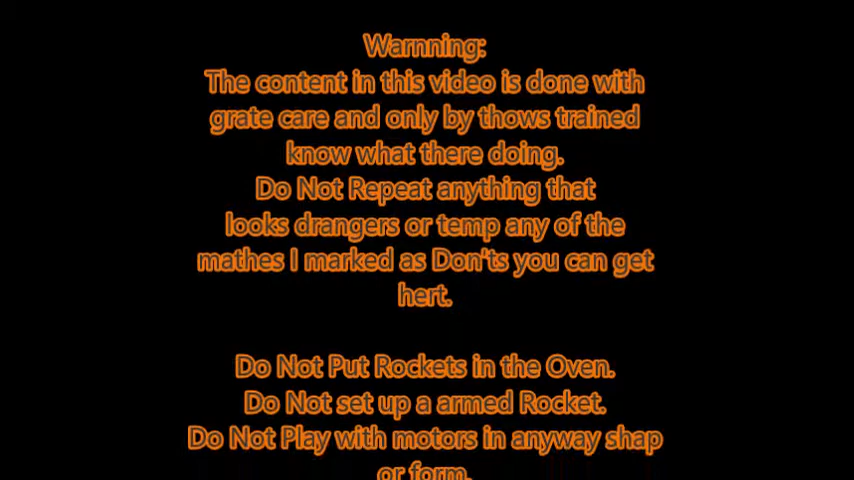 Warnning:
The content in this video is done with
grate care and only by thows trained
know what there doing.
Do Not Repeat anything that
looks drangers or temp any of the
mathes I marked as Don'ts you can get
hert.
Do Not Put Rockets in the Oven.
Do Not set up a armed Rocket.
Do Not Play with motors in anyway shap
or form.